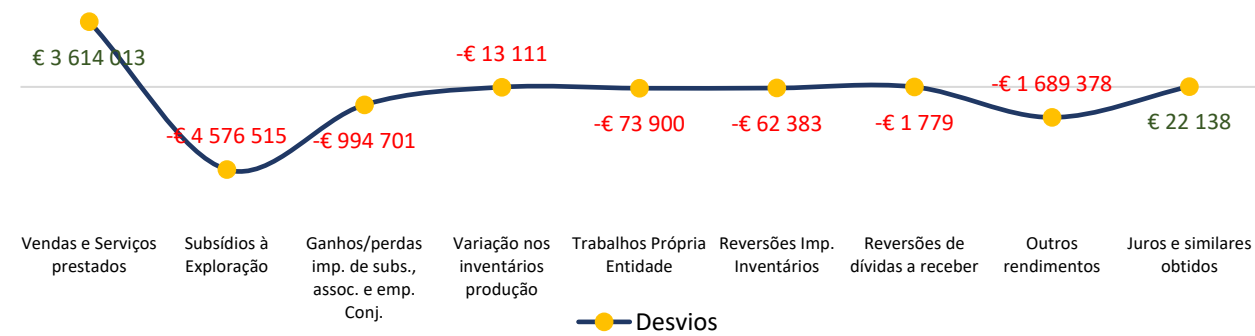 € 3 614 013
-€ 4 576 515
-€ 994 701
-€ 13 111
-€ 73 900
-€ 62 383
-€ 1 779
-€ 1 689 378
€ 22 138
Vendas e Serviços
prestados
Subsídios à
Exploração
Ganhos/perdas
imp. de subs.,
assoc. e emp.
Conj.
Variação nos
inventários
produção
Trabalhos Própria
Entidade
Reversões Imp.
Inventários
Reversões de
dívidas a receber
Outros
rendimentos
Juros e similares
obtidos
Desvios